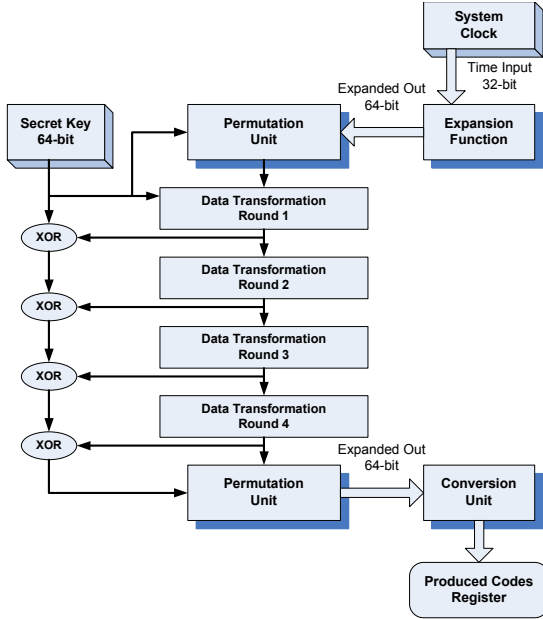 System
Clock
Time Input
32-bit
Expanded Out
64-bit
Secret Key
64-bit
Permutation
Unit
Expansion
Function
Data Transformation
Round 1
XOR
Data Transformation
Round 2
XOR
Data Transformation
Round 3
XOR
Data Transformation
Round 4
XOR
Expanded Out
64-bit
Permutation
Unit
Conversion
Unit
Produced Codes
Register